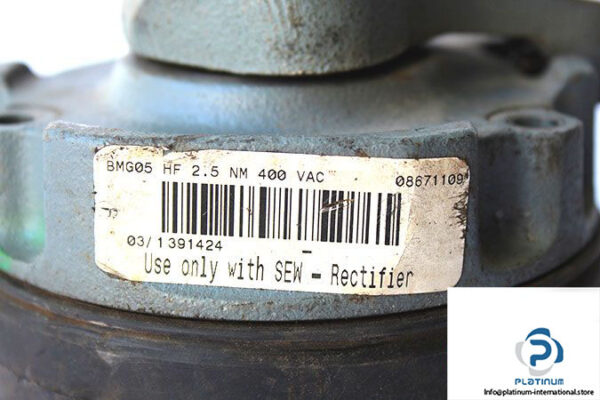 BMG05 HF 2.5 NM 400 VAC 08671109
03/1391424
Use only with SEW - Rectifier
PLATINUM
platinum-international.store